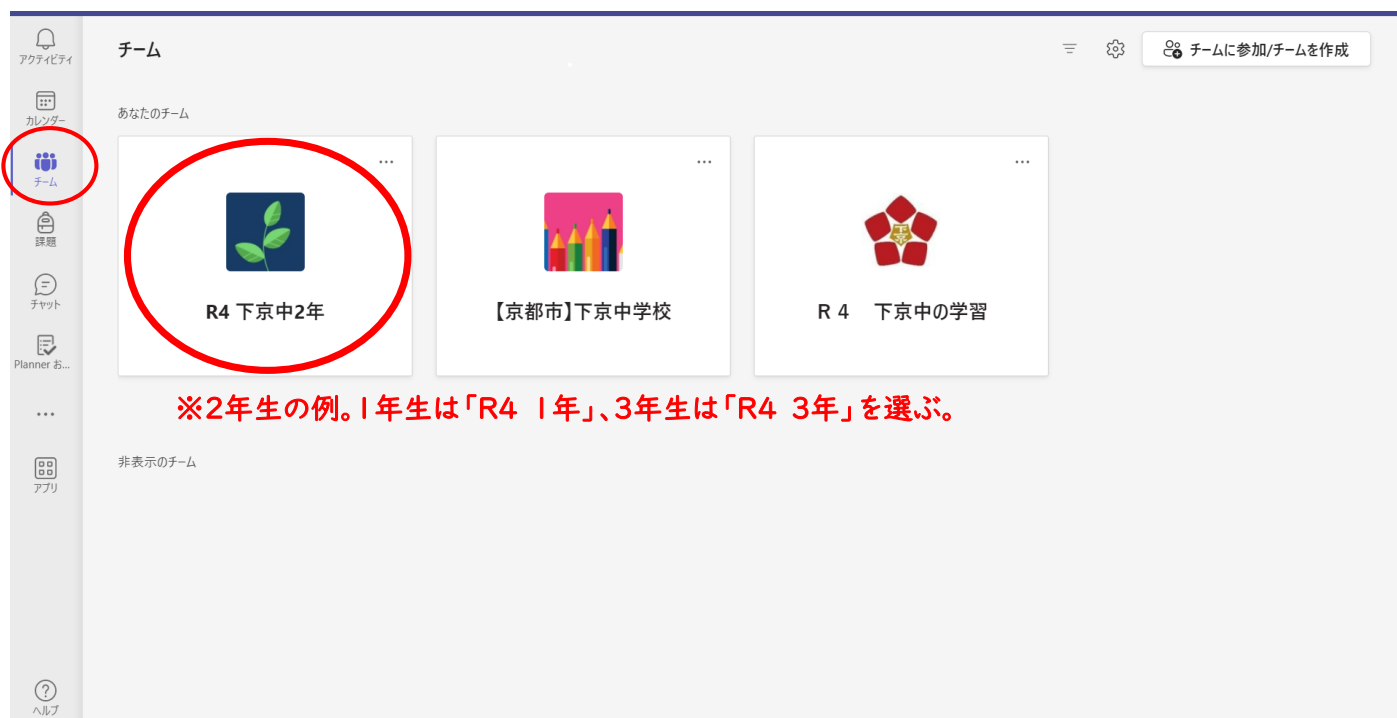 アクティビティ
カレンダー
チーム
課題
チャット
Planner お...
アプリ
ヘルプ
チーム
チームに参加/チームを作成
あなたのチーム
R4 下京中2年
【京都市】下京中学校
R 4　下京中の学習
下京
※2年生の例。1年生は「R4 1年」、3年生は「R4 3年」を選ぶ。
非表示のチーム